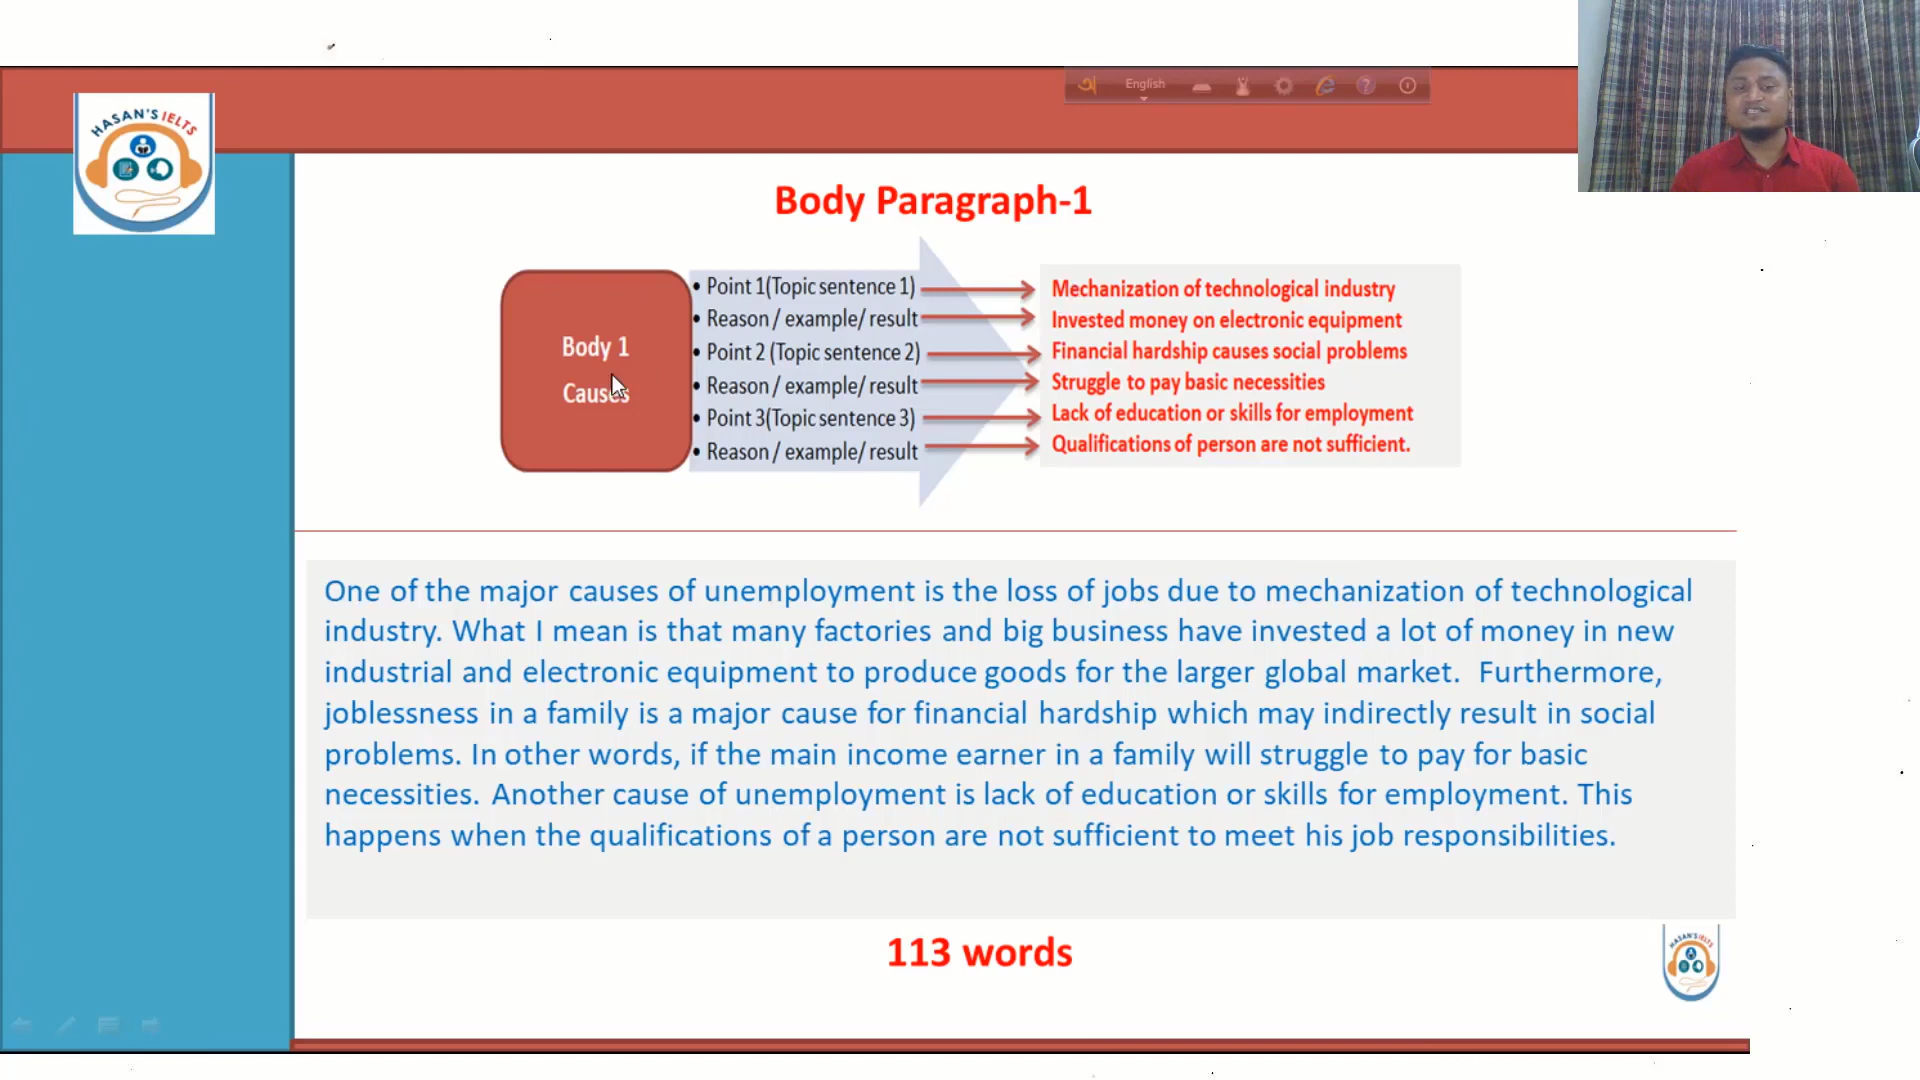 English
HASAN'S IELTS
Body Paragraph-1
Body 1
Causes
• Point 1(Topic sentence 1)
• Reason / example/ result
• Point 2 (Topic sentence 2)
• Reason / example/ result
• Point 3(Topic sentence 3)
• Reason / example/ result
Mechanization of technological industry
Invested money on electronic equipment
Financial hardship causes social problems
Struggle to pay basic necessities
Lack of education or skills for employment
Qualifications of person are not sufficient.
One of the major causes of unemployment is the loss of jobs due to mechanization of technological
industry. What I mean is that many factories and big business have invested a lot of money in new
industrial and electronic equipment to produce goods for the larger global market. Furthermore,
joblessness in a family is a major cause for financial hardship which may indirectly result in social
problems. In other words, if the main income earner in a family will struggle to pay for basic
necessities. Another cause of unemployment is lack of education or skills for employment. This
happens when the qualifications of a person are not sufficient to meet his job responsibilities.
113 words
HASAN'S IELTS